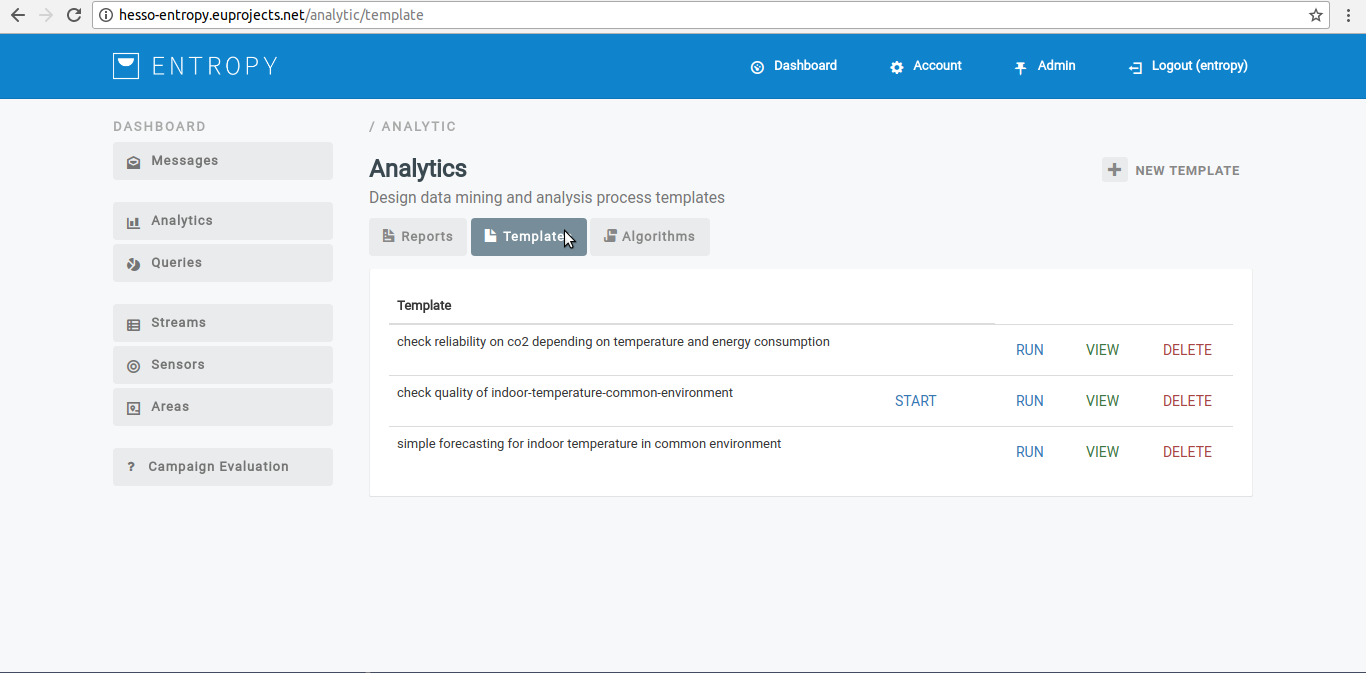 hesso-entropy.euprojects.net/analytic/template
ENTROPY
Dashboard
Account
Admin
Logout (entropy)
DASHBOARD
Messages
Analytics
Queries
Streams
Sensors
Areas
? Campaign Evaluation
/ ANALYTIC
Analytics
NEW TEMPLATE
Design data mining and analysis process templates
Reports
Template
Algorithms
Template
check reliability on co2 depending on temperature and energy consumption
RUN
VIEW
DELETE
check quality of indoor-temperature-common-environment
START
RUN
VIEW
DELETE
simple forecasting for indoor temperature in common environment
RUN
VIEW
DELETE